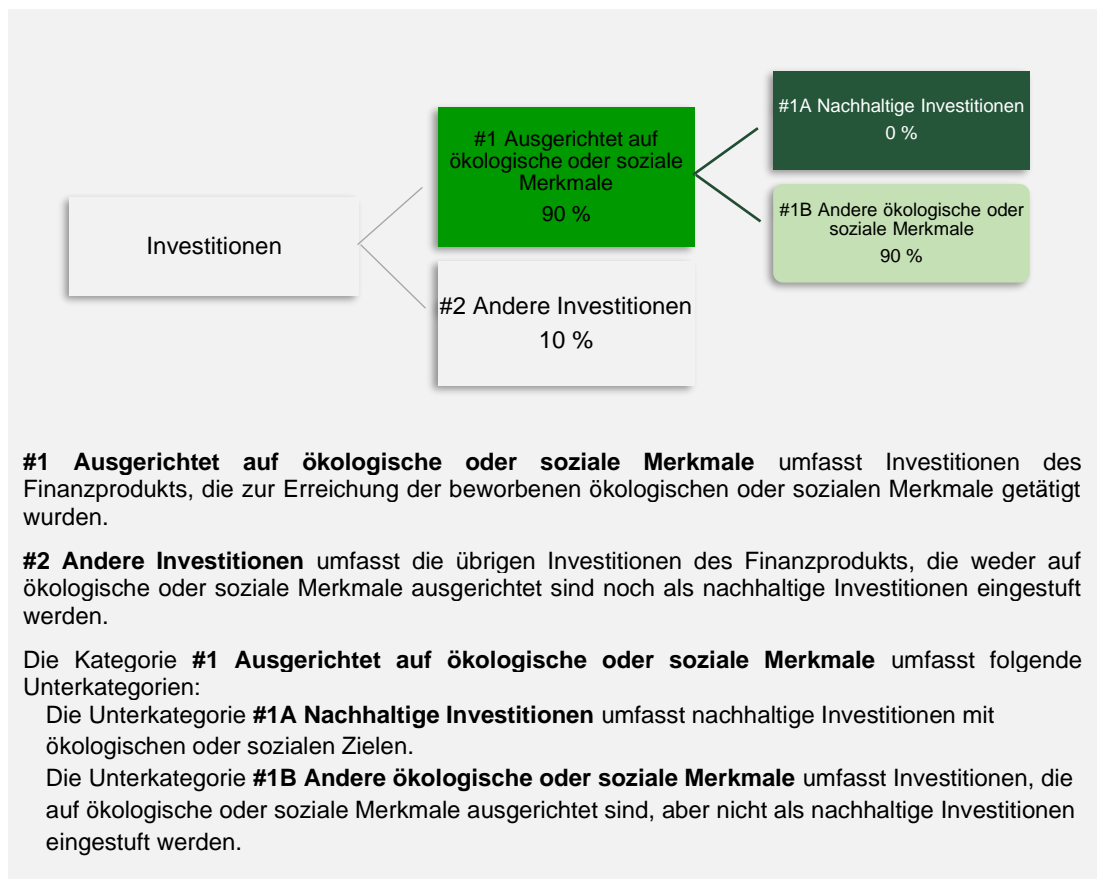 #1A Nachhaltige Investitionen
0 %
#1 Ausgerichtet auf
ökologische oder soziale
Merkmale
90 %
#1B Andere ökologische oder
soziale Merkmale
90 %
Investitionen
#2 Andere Investitionen
10 %
#1 Ausgerichtet auf ökologische oder soziale Merkmale umfasst Investitionen des
Finanzprodukts, die zur Erreichung der beworbenen ökologischen oder sozialen Merkmale getätigt
wurden.
#2 Andere Investitionen umfasst die übrigen Investitionen des Finanzprodukts, die weder auf
ökologische oder soziale Merkmale ausgerichtet sind noch als nachhaltige Investitionen eingestuft
werden.
Die Kategorie #1 Ausgerichtet auf ökologische oder soziale Merkmale umfasst folgende
Unterkategorien:
Die Unterkategorie #1A Nachhaltige Investitionen umfasst nachhaltige Investitionen mit
ökologischen oder sozialen Zielen.
Die Unterkategorie #1B Andere ökologische oder soziale Merkmale umfasst Investitionen, die
auf ökologische oder soziale Merkmale ausgerichtet sind, aber nicht als nachhaltige Investitionen
eingestuft werden.